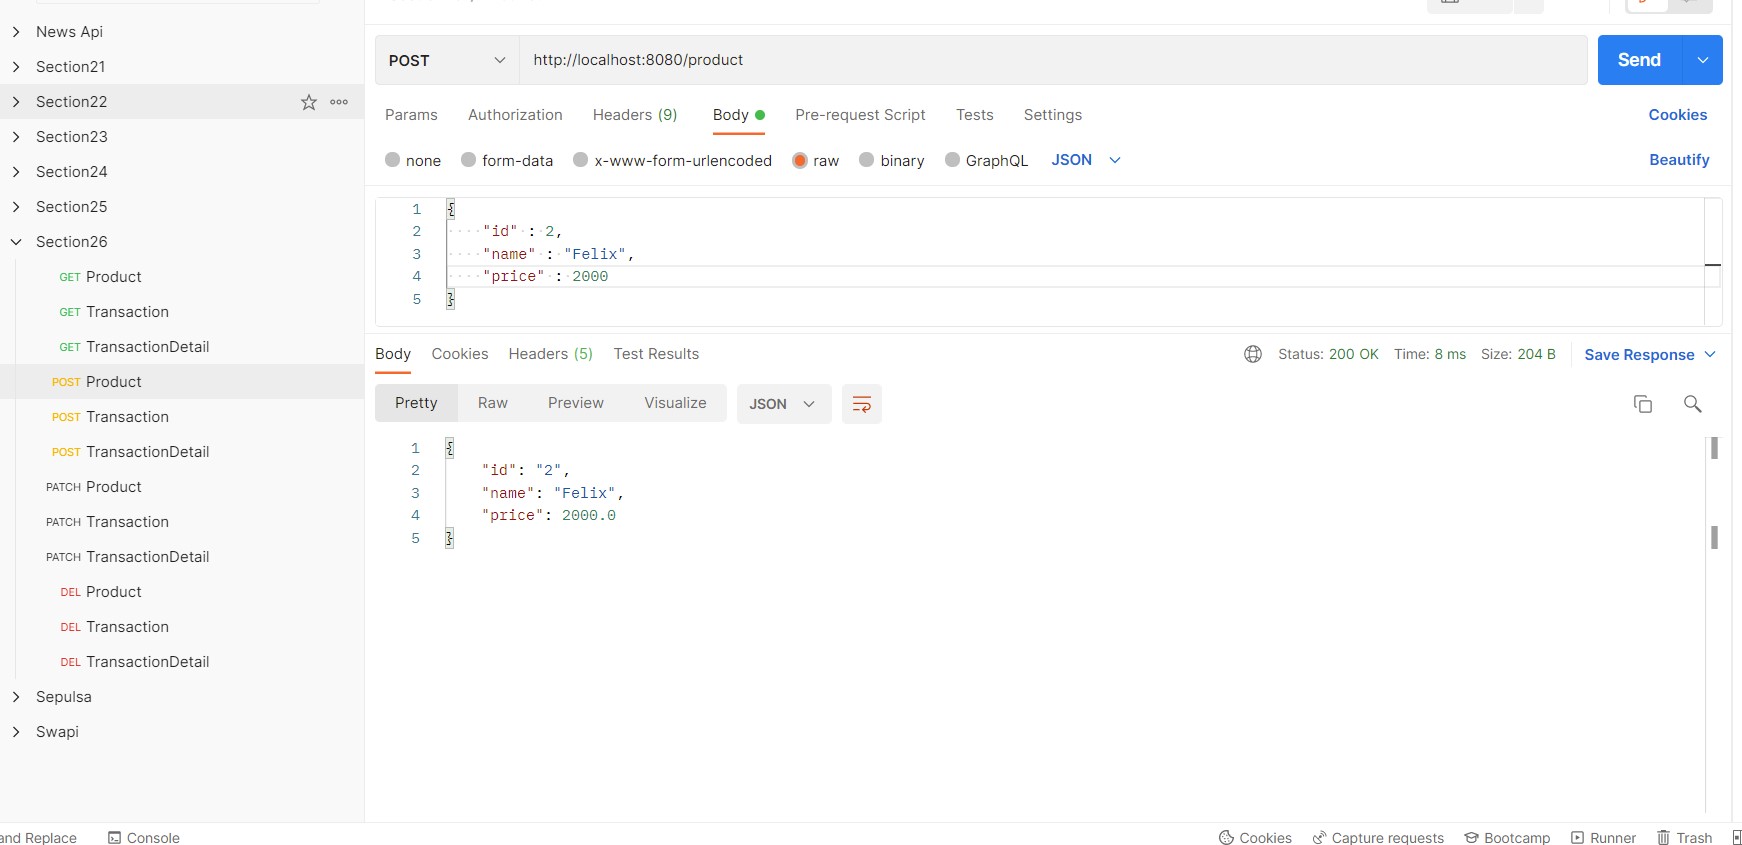 News Api
Section21
Section22
Section23
Section24
Section25
Section26
GET Product
GET Transaction
GET TransactionDetail
POST Product
POST Transaction
POST TransactionDetail
PATCH Product
PATCH Transaction
PATCH TransactionDetail
DEL Product
DEL Transaction
DEL TransactionDetail
Sepulsa
Swapi
POST http://localhost:8080/product Send
Params Authorization Headers (9) Body Pre-request Script Tests Settings Cookies
none form-data x-www-form-urlencoded raw binary GraphQL JSON Beautify
1 {
2 "id" : 2,
3 "name" : "Felix",
4 "price" : 2000
5 }
Body Cookies Headers (5) Test Results Status: 200 OK Time: 8 ms Size: 204 B Save Response
Pretty Raw Preview Visualize JSON
1 {
2 "id": "2",
3 "name": "Felix",
4 "price": 2000.0
5 }
and Replace Console Cookies Capture requests Bootcamp Runner Trash